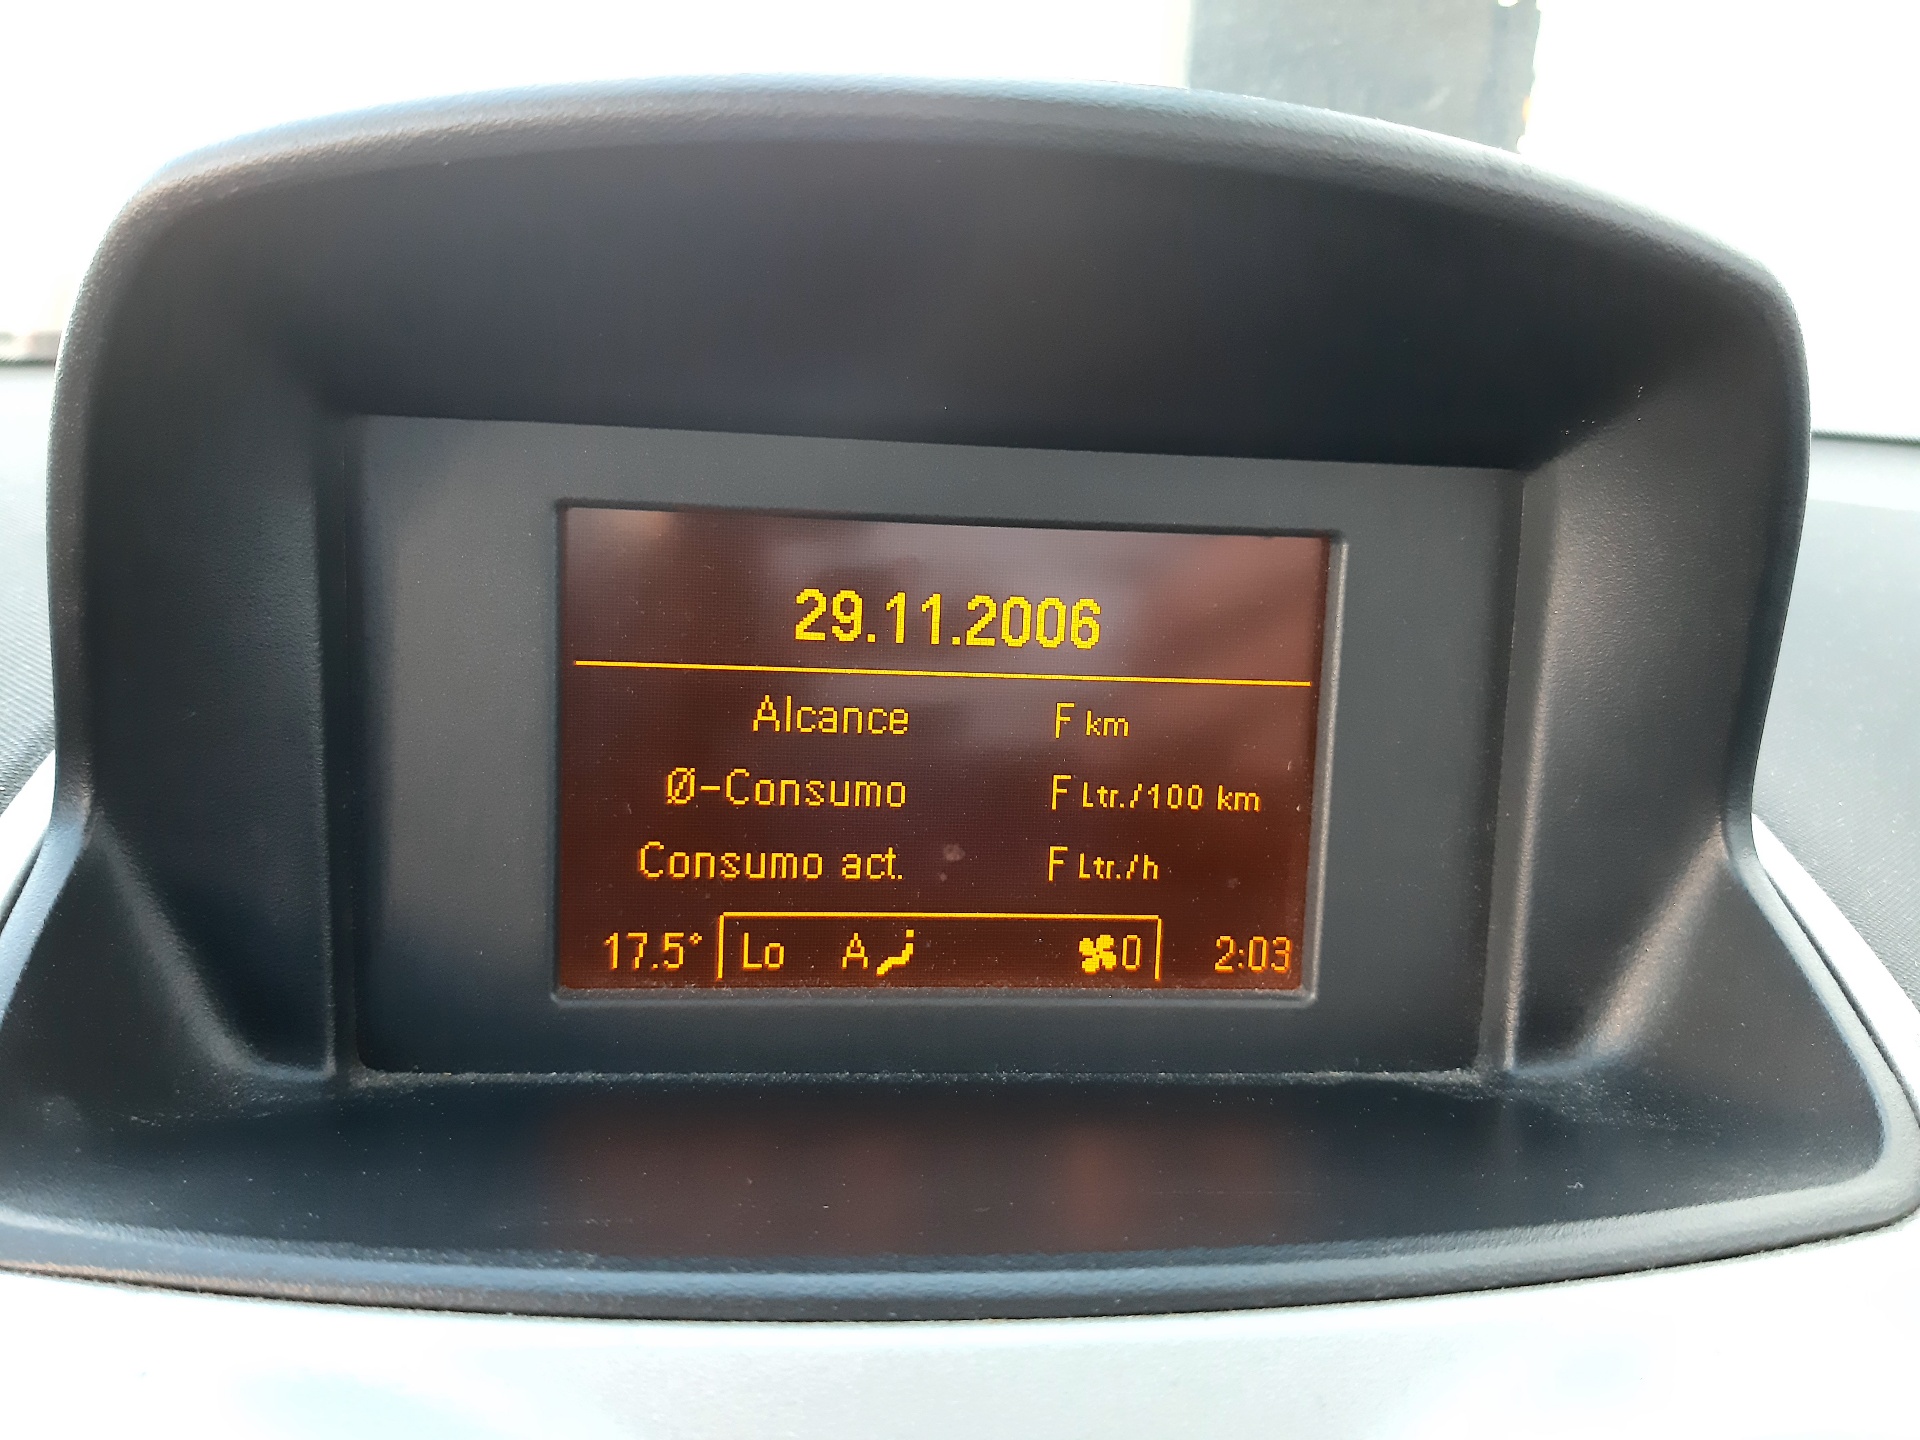 29.11.2006
Alcance F km
Ø-Consumo F Ltr./100 km
Consumo act. F Ltr./h
17.5° Lo A 0 2:03